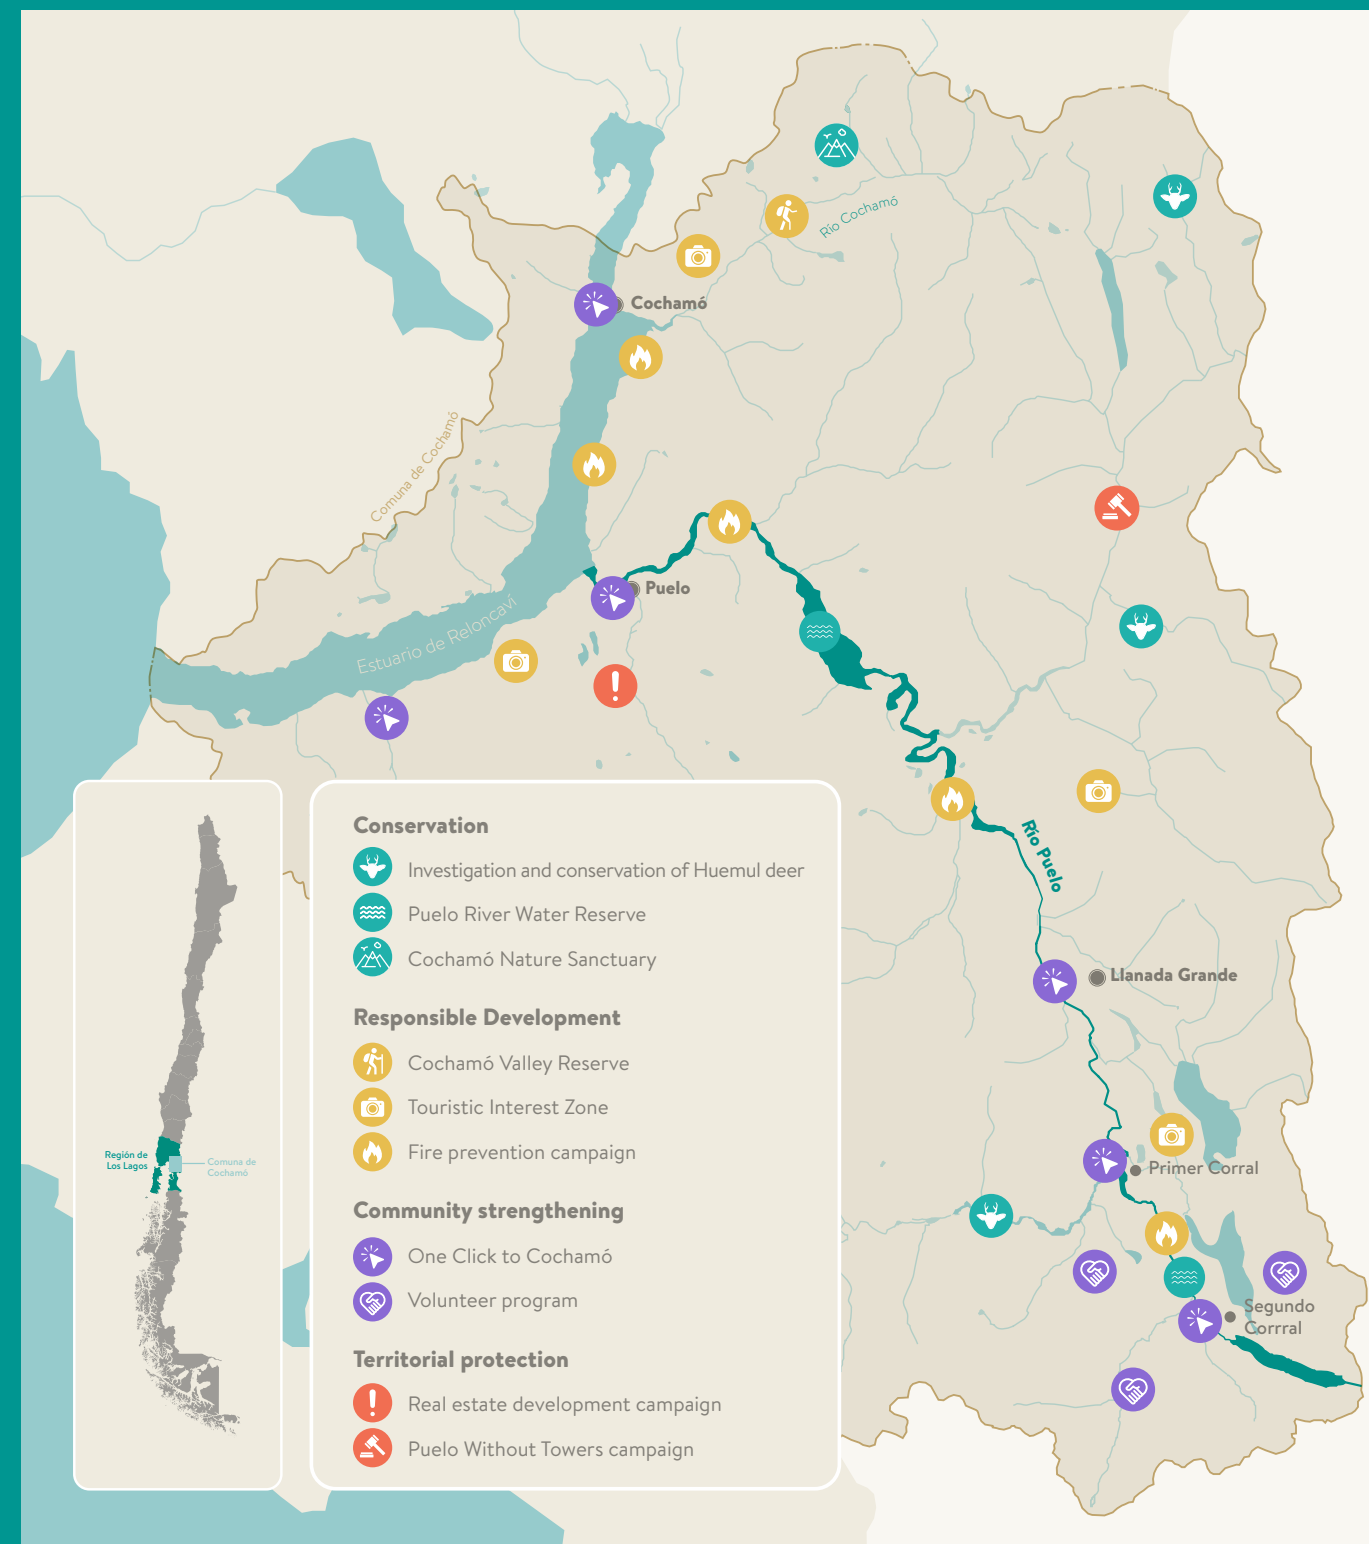 Río Cochamó
Cochamó
Comuna de Cochamó
Puelo
Estuario de Reloncaví
Río Puelo
Llanada Grande
Primer Corral
Segundo
Corrral
Conservation
Investigation and conservation of Huemul deer
Puelo River Water Reserve
Cochamó Nature Sanctuary
Responsible Development
Cochamó Valley Reserve
Touristic Interest Zone
Fire prevention campaign
Community strengthening
One Click to Cochamó
Volunteer program
Territorial protection
Real estate development campaign
Puelo Without Towers campaign
Región de
Los Lagos
Comuna de
Cochamó